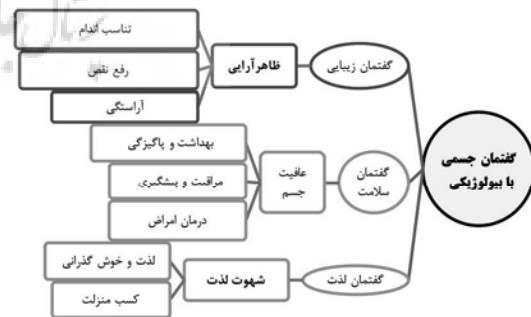 گفتمان جسمی
یا بیولوژیکی
گفتمان زیبایی
ظاهرآرایی
تناسب اندام
رفع نقص
آراستگی
گفتمان
سلامت
عافیت
جسم
بهداشت و پاگیزگی
مراقبت و پیشگیری
درمان امراض
گفتمان لذت
شهوت لذت
لذت و خوش گذرانی
کسب منزلت